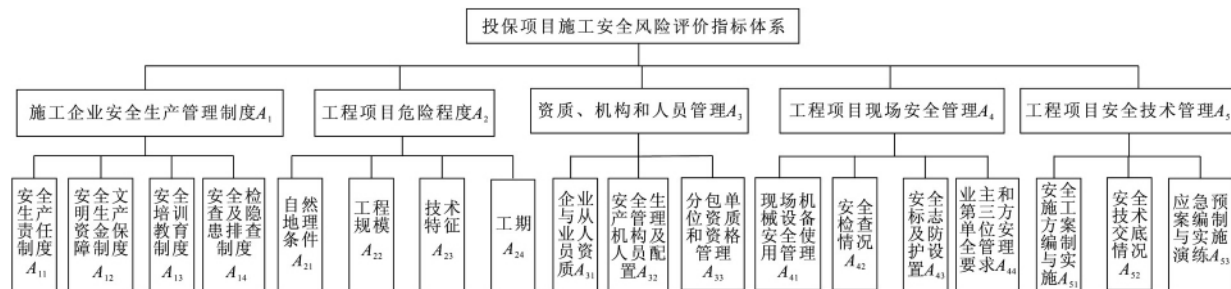 投保项目施工安全风险评价指标体系
施工企业安全生产管理制度A₁
工程项目危险程度A₂
资质、机构和人员管理A₃
工程项目现场安全管理A₄
工程项目安全技术管理A₅
安全生产责任制度A₁₁
安全文明生产资金保障制度A₁₂
安全培训教育制度A₁₃
安全检查及隐患排查制度A₁₄
自然地理条件A₂₁
工程规模A₂₂
技术特征A₂₃
工期A₂₄
企业与从业人员资质A₃₁
安全生产管理机构及人员配置A₃₂
分包单位资质和资格管理A₃₃
现场机械设备安全使用管理A₄₁
安全检查情况A₄₂
安全标志及防护设置A₄₃
业主和第三方单位安全管理要求A₄₄
安全施工方案编制与实施A₅₁
安全技术交底情况A₅₂
应急预案编制与实施演练A₅₃